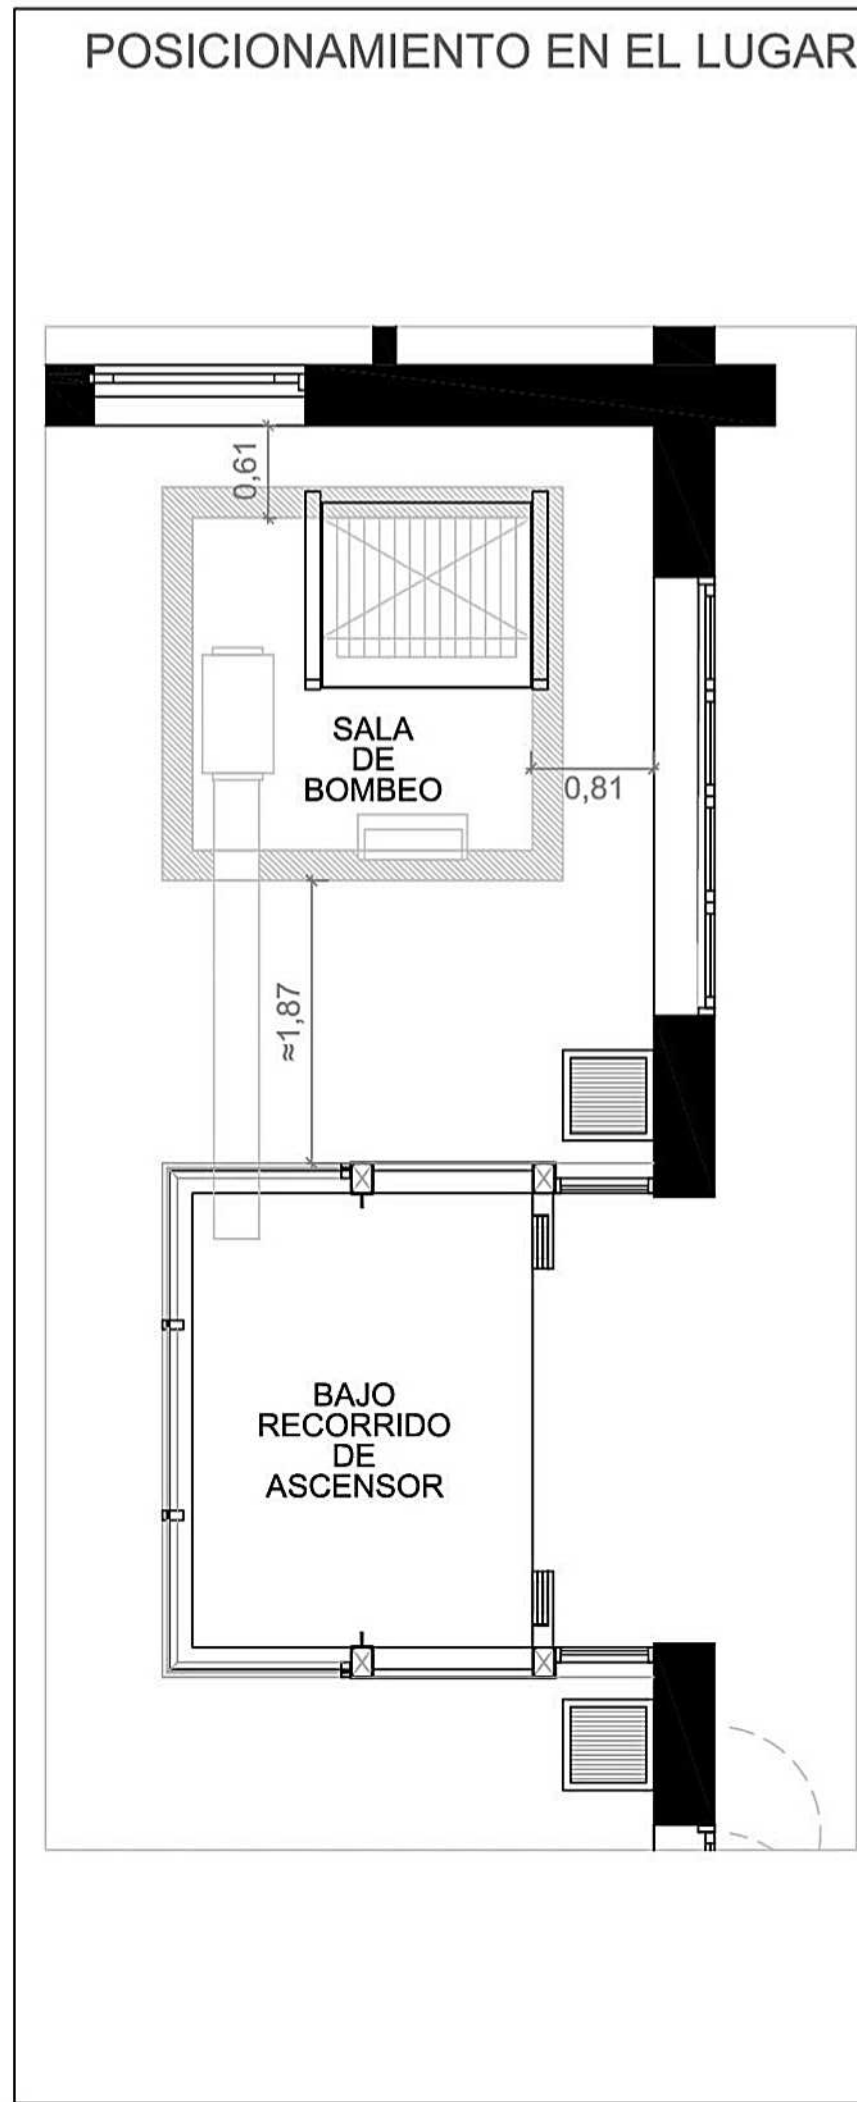 POSICIONAMIENTO EN EL LUGAR
0,61
SALA
DE
BOMBEO
0,81
≈1,87
BAJO
RECORRIDO
DE
ASCENSOR